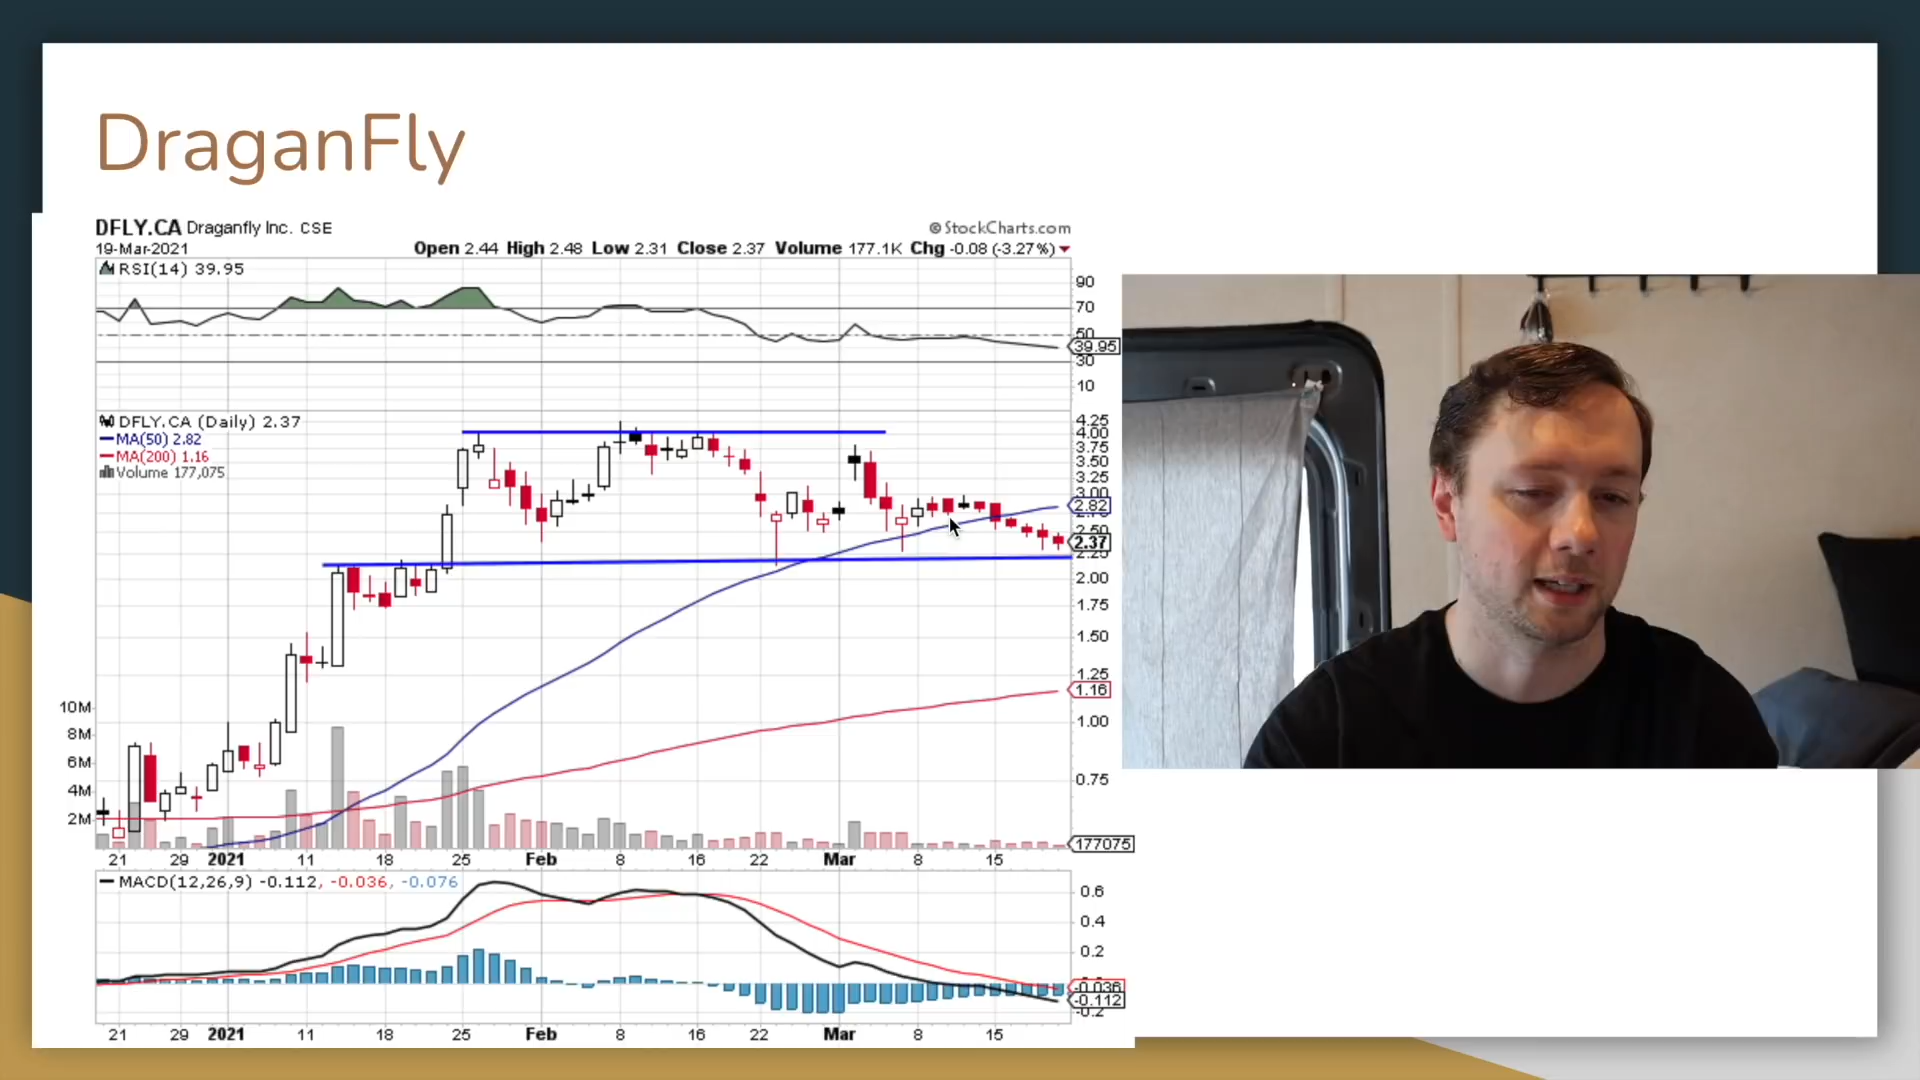 DraganFly
DFLY.CA Draganfly Inc. CSE
© StockCharts.com
19-Mar-2021
Open 2.44 High 2.48 Low 2.31 Close 2.37 Volume 177.1K Chg -0.08 (-3.27%)
RSI(14) 39.95
90
70
50
39.95
30
10
DFLY.CA (Daily) 2.37
MA(50) 2.82
MA(200) 1.16
Volume 177,075
4.25
4.00
3.75
3.50
3.25
3.00
2.82
2.50
2.37
2.25
2.00
1.75
1.50
1.25
1.16
1.00
0.75
10M
8M
6M
4M
2M
177075
21 29 2021 11 18 25 Feb 8 16 22 Mar 8 15
MACD(12,26,9) -0.112, -0.036, -0.076
0.6
0.4
0.2
-0.036
-0.112
-0.2
21 29 2021 11 18 25 Feb 8 16 22 Mar 8 15